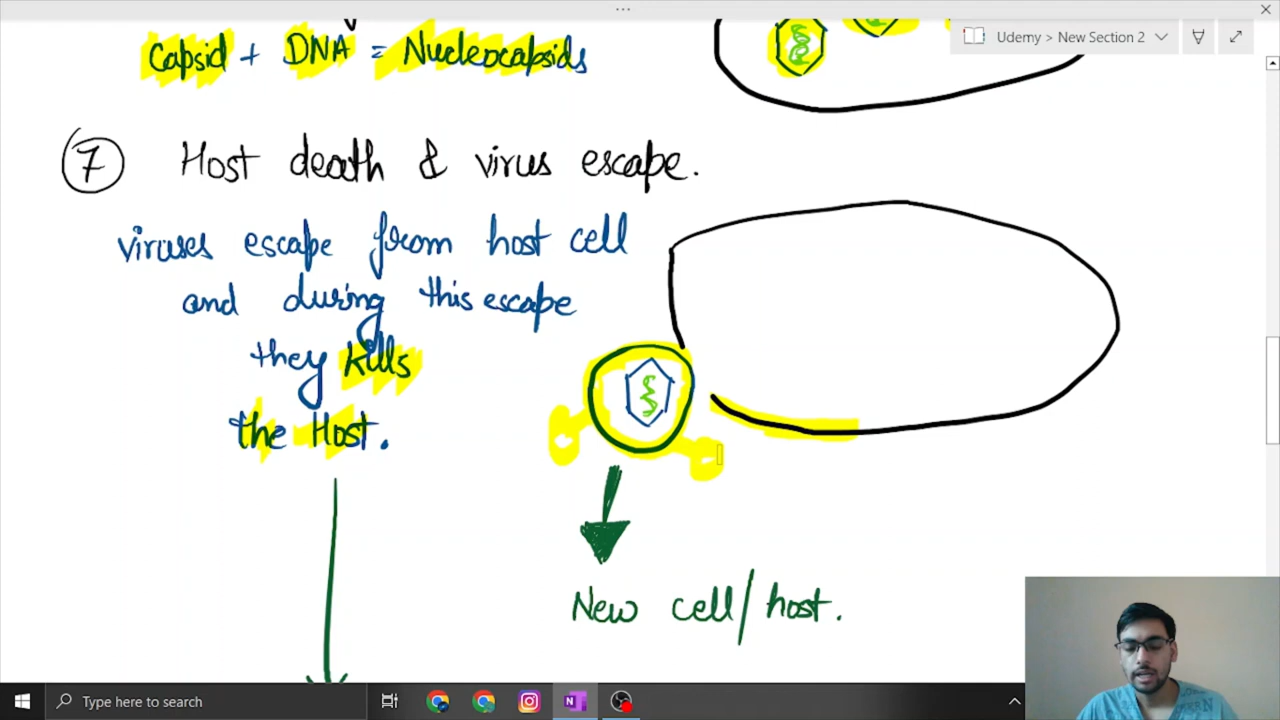 Udemy > New Section 2
Capsid + DNA = Nucleocapsids
7 Host death & virus escape.
viruses escape from host cell
and during this escape
they kills
the Host.
New cell/host.
Type here to search